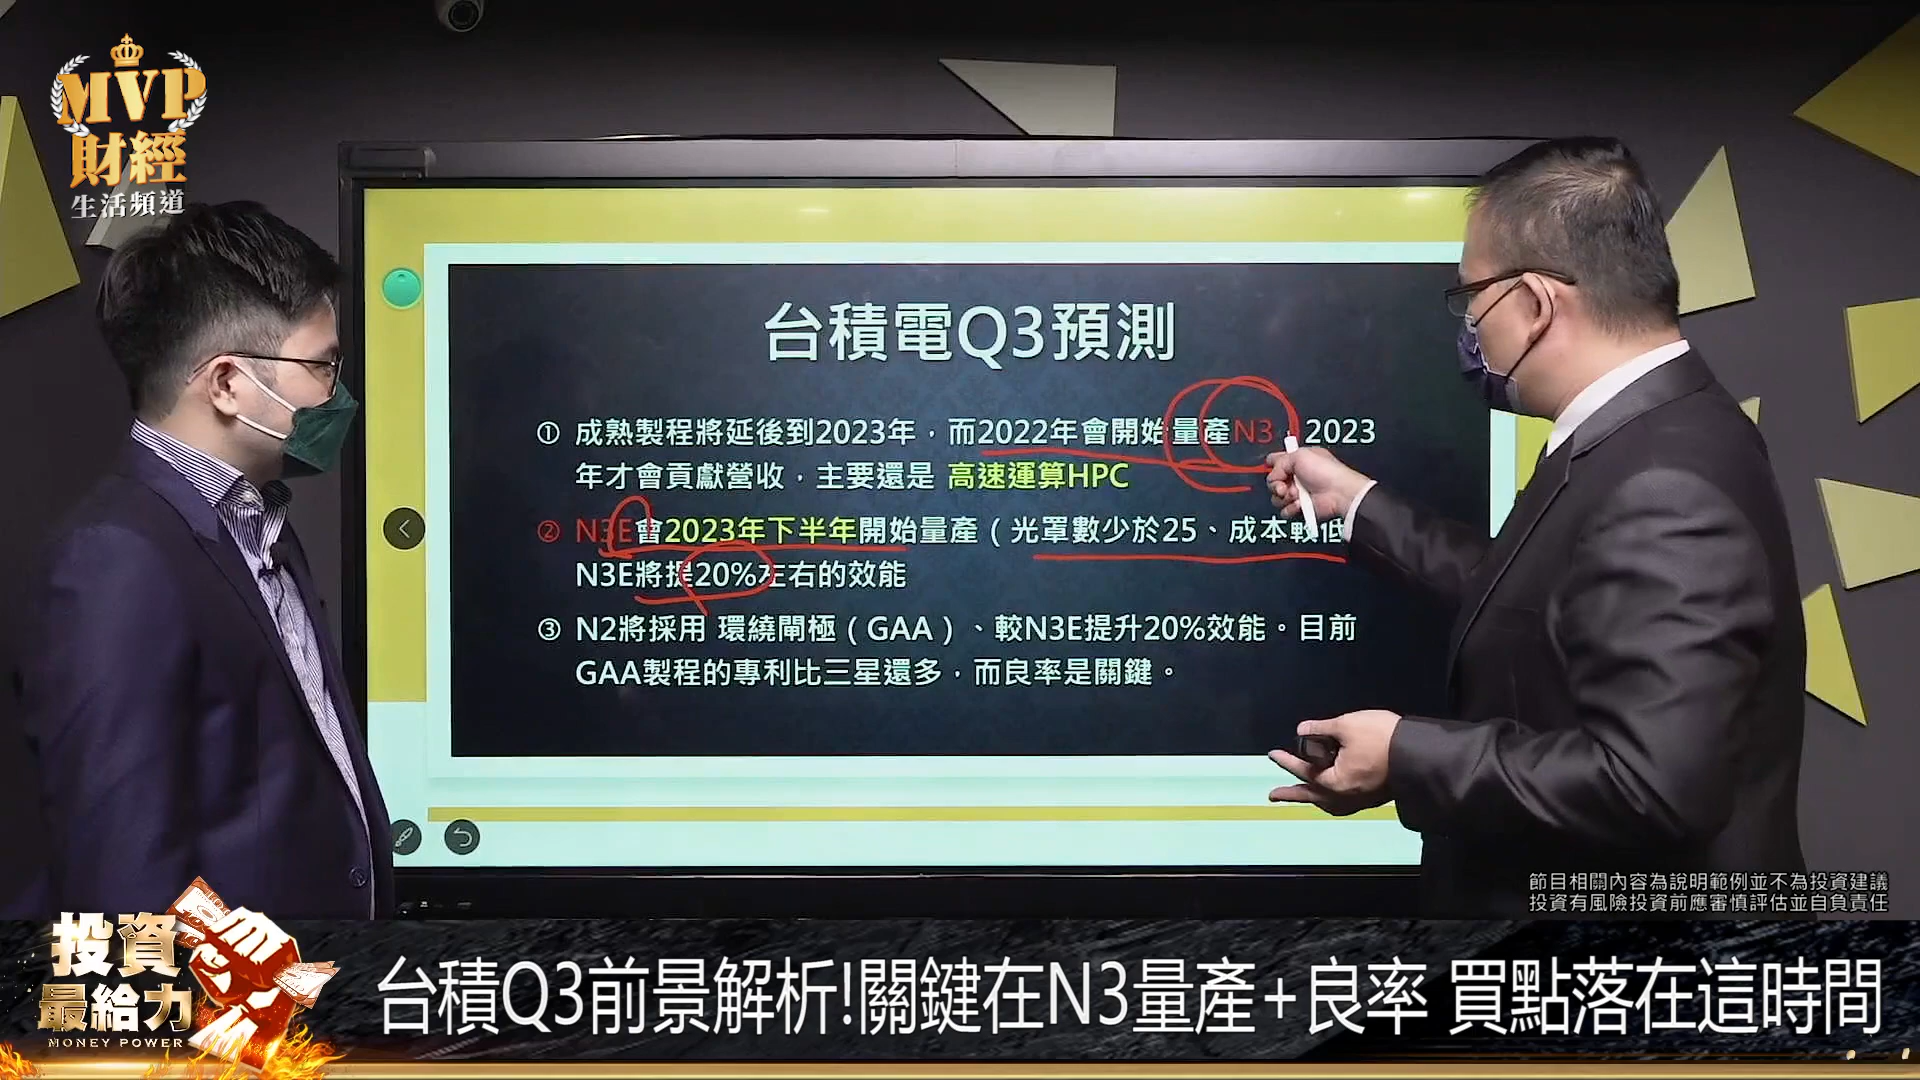 MVP
財經
生活頻道
台積電Q3預測
① 成熟製程將延後到2023年，而2022年會開始量產N3，2023
年才會貢獻營收，主要還是 高速運算HPC
② N3E會2023年下半年開始量產（光罩數少於25、成本較低
N3E將提20%左右的效能
③ N2將採用 環繞閘極（GAA）、較N3E提升20%效能。目前
GAA製程的專利比三星還多，而良率是關鍵。
節目相關內容為說明範例並不為投資建議
投資有風險投資前應審慎評估並自負責任
投資
最給力
MONEY POWER
台積Q3前景解析!關鍵在N3量產+良率 買點落在這時間